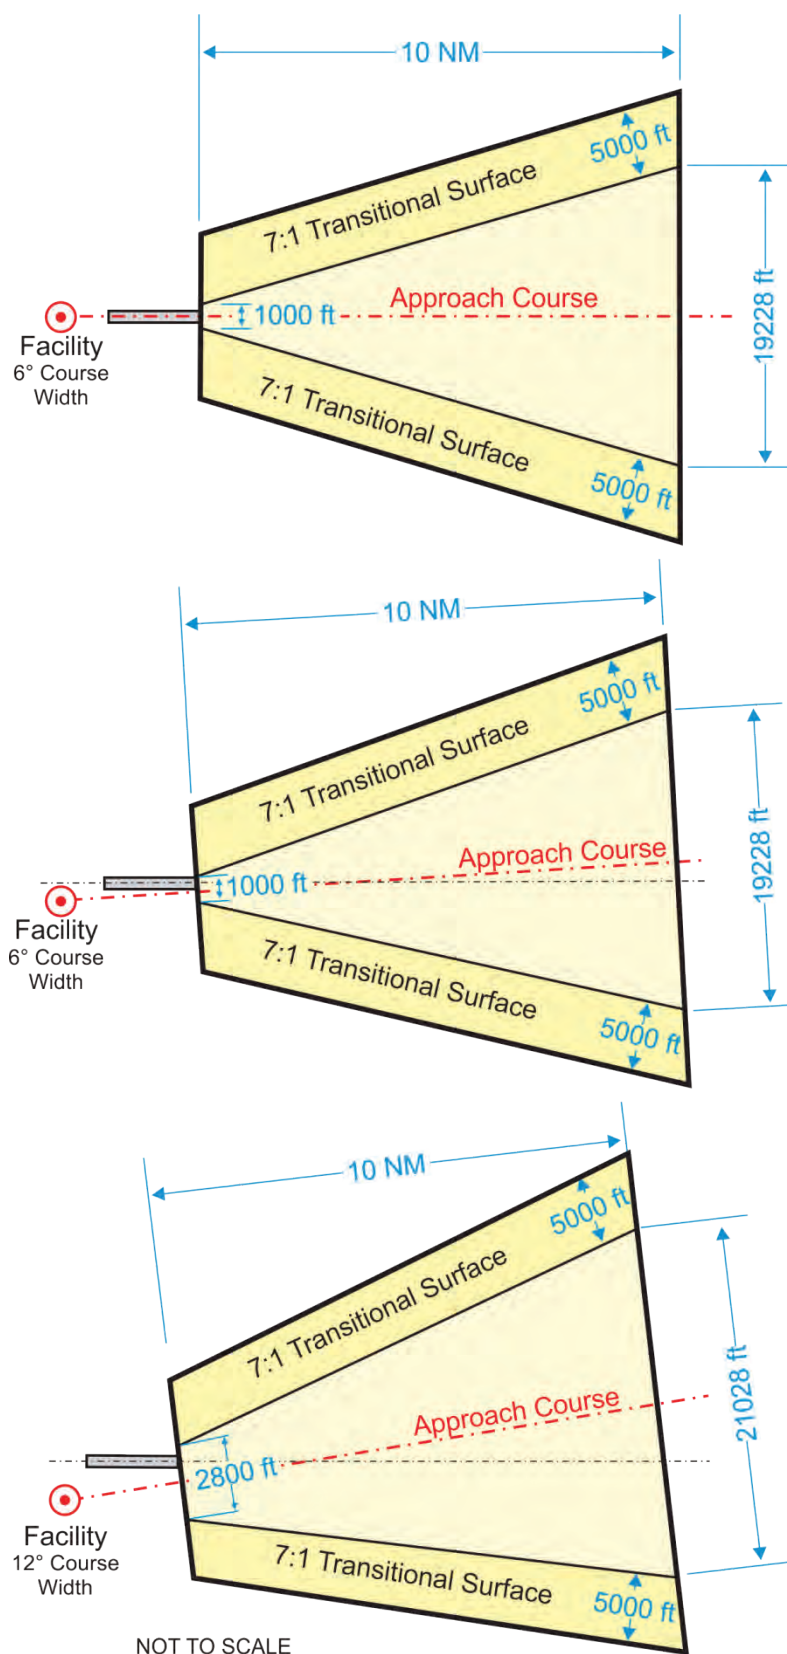 10 NM
5000 ft
7:1 Transitional Surface
19228 ft
Approach Course
1000 ft
Facility
6° Course
Width
7:1 Transitional Surface
5000 ft
10 NM
5000 ft
7:1 Transitional Surface
19228 ft
Approach Course
1000 ft
Facility
6° Course
Width
7:1 Transitional Surface
5000 ft
10 NM
5000 ft
7:1 Transitional Surface
21028 ft
Approach Course
2800 ft
Facility
12° Course
Width
7:1 Transitional Surface
5000 ft
NOT TO SCALE